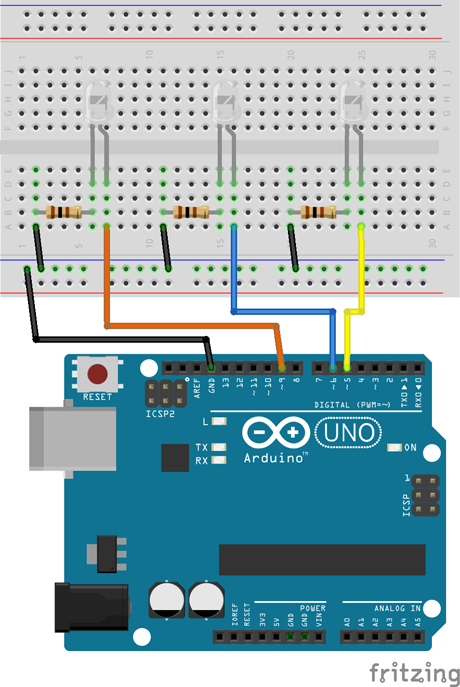 1 5 10 15 20 25 30
J J
I I
H H
G G
F F
E E
D D
C C
B B
A A
1 5 10 15 20 25 30
RESET
ICSP2
AREF
GND
13
12
~11
~10
~9
8
7
~6
~5
4
~3
2
TXD▶1
RXD◀0
DIGITAL (PWM=~)
L
TX
RX
UNO
Arduino™
ON
1
ICSP
POWER
ANALOG IN
IOREF
RESET
3V3
5V
GND
GND
VIN
A0
A1
A2
A3
A4
A5
fritzing